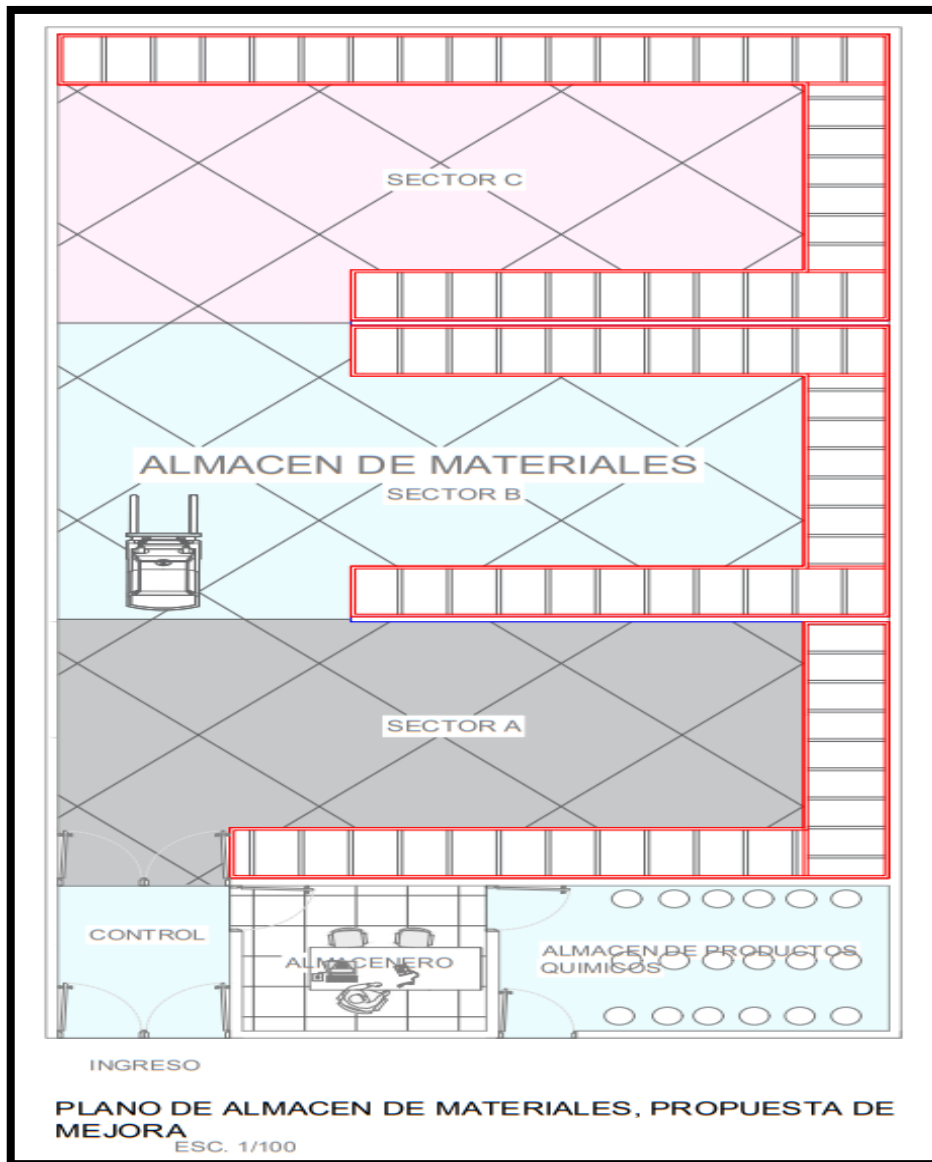 SECTOR C
ALMACEN DE MATERIALES
SECTOR B
SECTOR A
CONTROL
ALMACENERO
ALMACEN DE PRODUCTOS
QUIMICOS
INGRESO
PLANO DE ALMACEN DE MATERIALES, PROPUESTA DE
MEJORA
ESC. 1/100